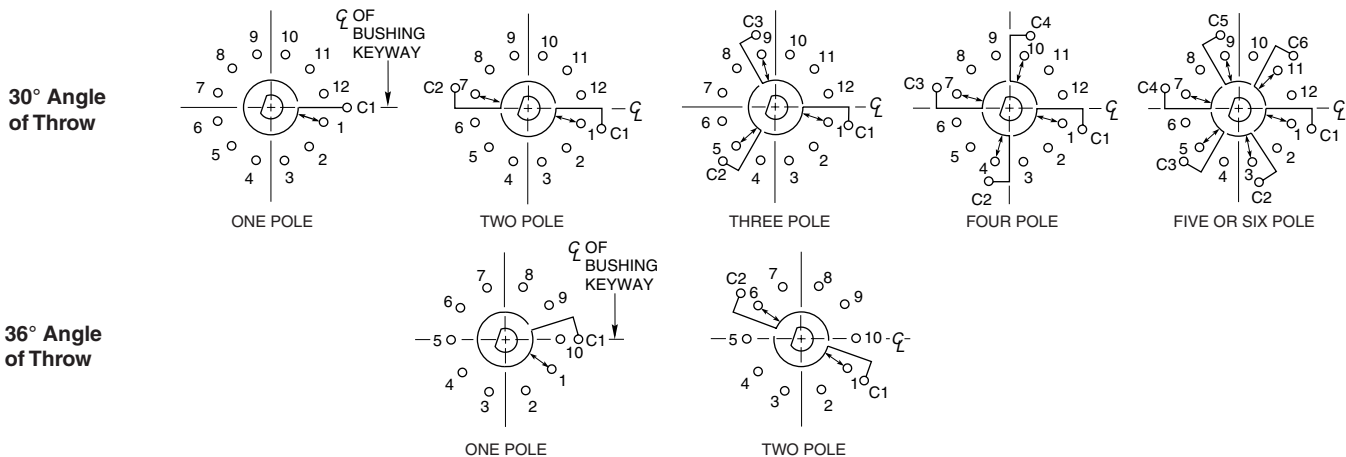 30° Angle
of Throw
℄ OF
BUSHING
KEYWAY
9 10
8 11
7 12
C1
6 1
5 2
4 3
ONE POLE
9 10
8 11
C2 7 12
℄
6 1 C1
5 2
4 3
TWO POLE
C3
9 10
8 11
7 12
℄
6 1 C1
5 2
C2 4 3
THREE POLE
C4
9 10
8 11
C3 7 12
℄
6 1 C1
5 2
4 3
C2
FOUR POLE
C5
9 10 C6
8 11
C4 7 12
℄
6 1 C1
5 2
C3 4 3
C2
FIVE OR SIX POLE
36° Angle
of Throw
℄ OF
BUSHING
KEYWAY
7 8
6 9
5 10 C1
4 1
3 2
ONE POLE
7 8
C2 6 9
5 10 ℄
4 1 C1
3 2
TWO POLE